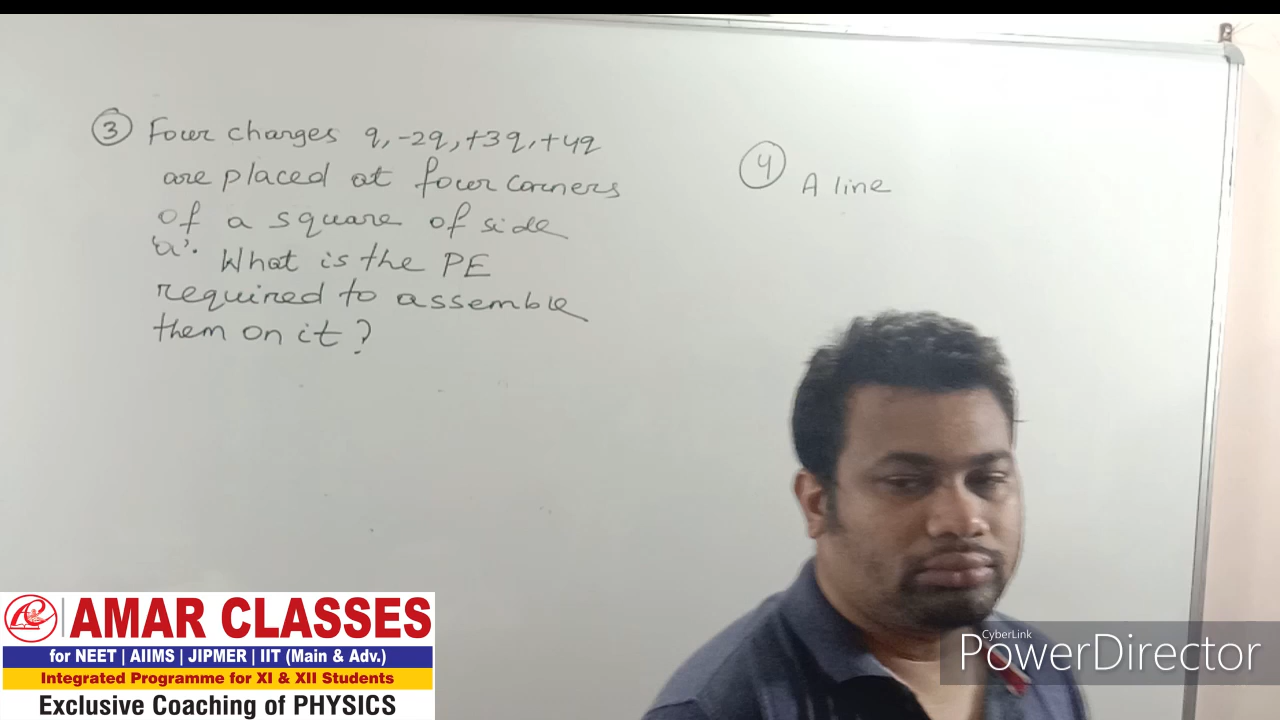 ③ Four charges q, -2q, +3q, +4q
are placed at four corners
of a square of side
'a'. What is the PE
required to assemble
them on it?
④ A line
AMAR CLASSES
for NEET | AIIMS | JIPMER | IIT (Main & Adv.)
Integrated Programme for XI & XII Students
Exclusive Coaching of PHYSICS
CyberLink
PowerDirector